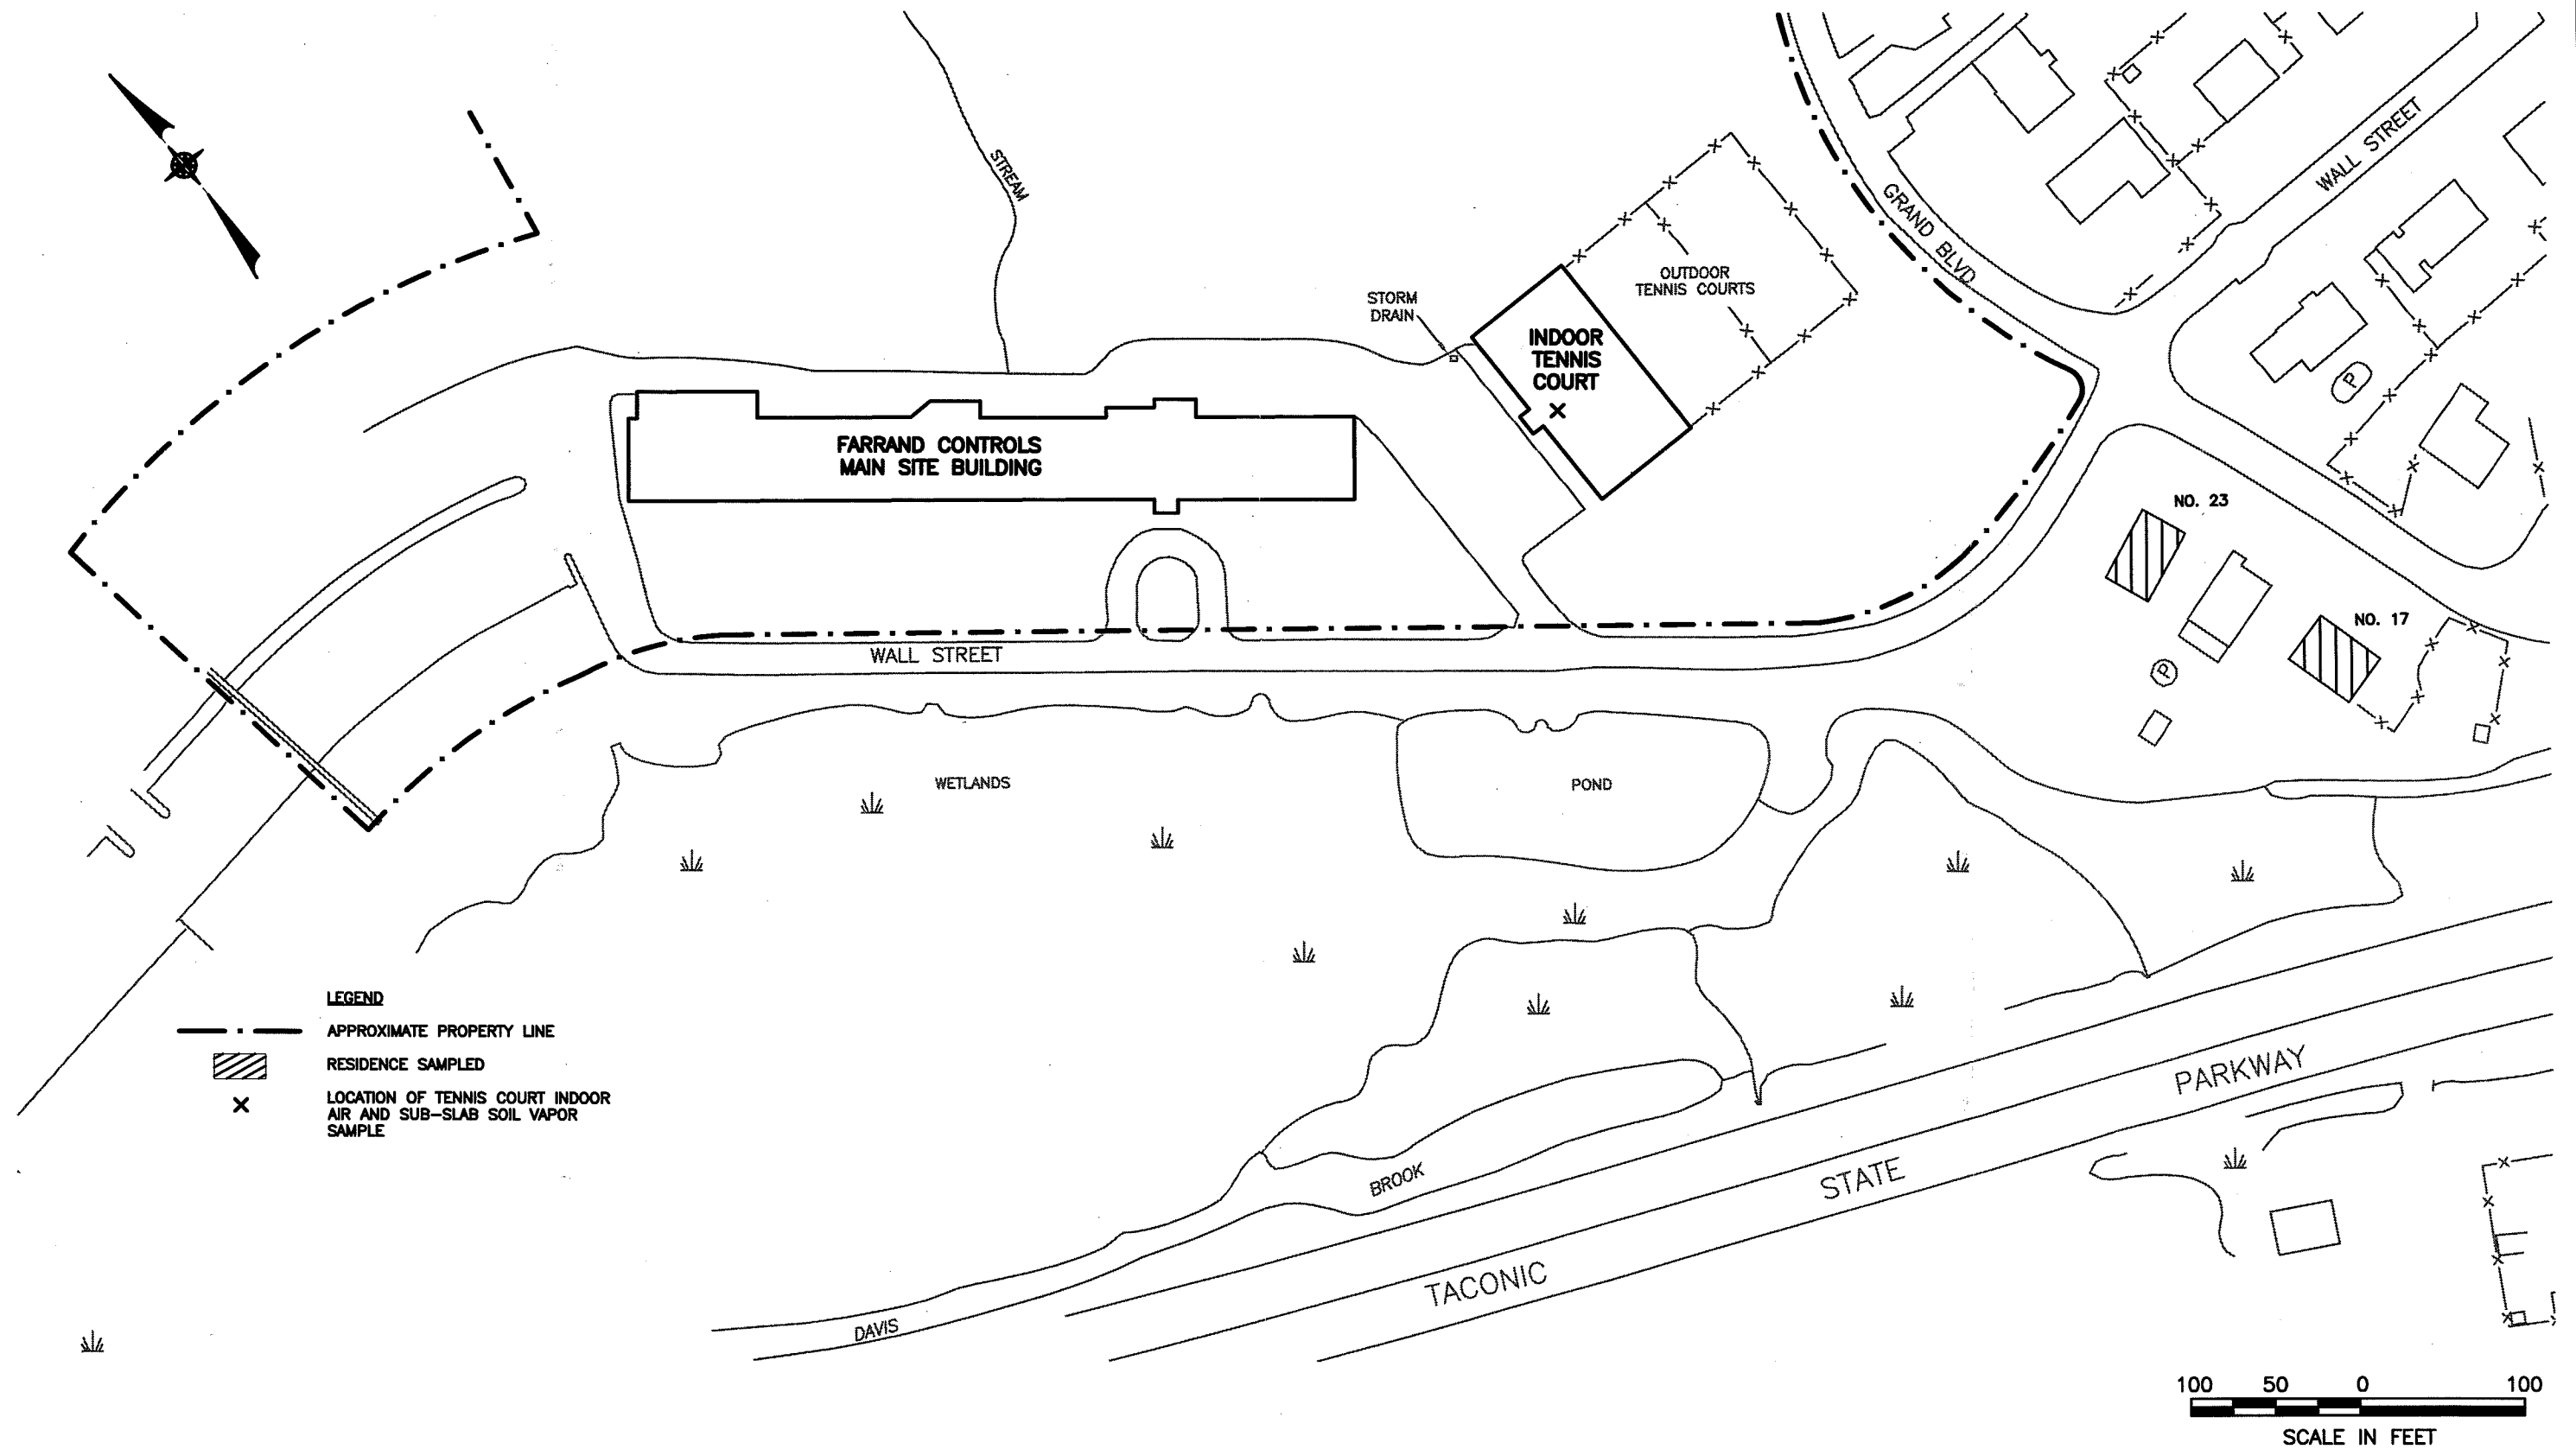 STREAM
WALL STREET
GRAND BLVD
OUTDOOR
TENNIS COURTS
STORM
DRAIN
INDOOR
TENNIS
COURT
P
FARRAND CONTROLS
MAIN SITE BUILDING
NO. 23
NO. 17
P
WALL STREET
WETLANDS
POND
LEGEND
APPROXIMATE PROPERTY LINE
RESIDENCE SAMPLED
LOCATION OF TENNIS COURT INDOOR
AIR AND SUB-SLAB SOIL VAPOR
SAMPLE
DAVIS BROOK
TACONIC STATE PARKWAY
100 50 0 100
SCALE IN FEET